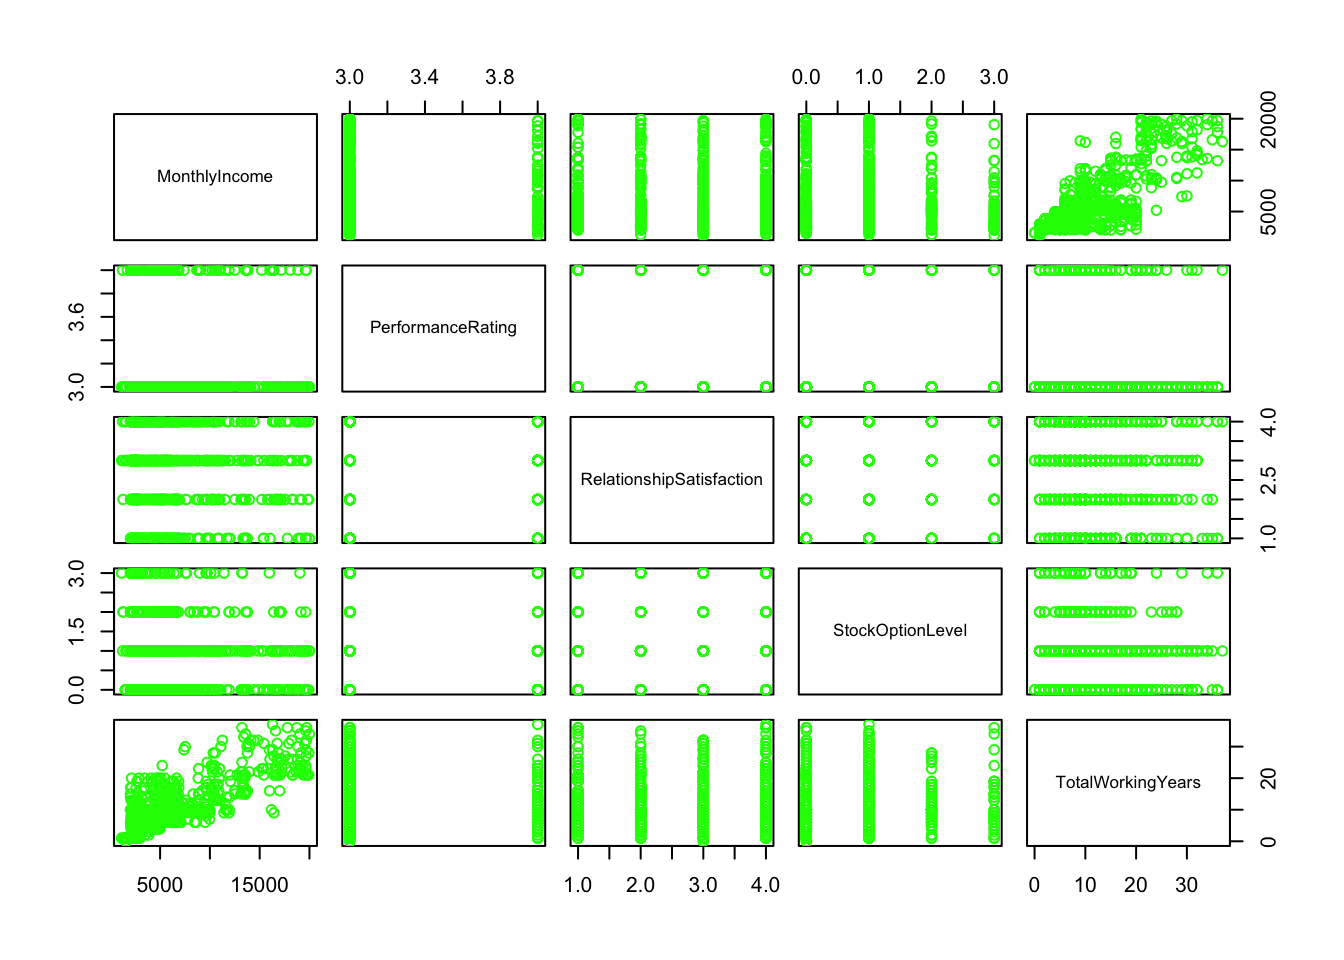 3.0 3.4 3.8 0.0 1.0 2.0 3.0
MonthlyIncome
5000 20000
3.0 3.6
PerformanceRating
RelationshipSatisfaction
1.0 2.5 4.0
0.0 1.5 3.0
StockOptionLevel
TotalWorkingYears
0 20
5000 15000 1.0 2.0 3.0 4.0 0 10 20 30